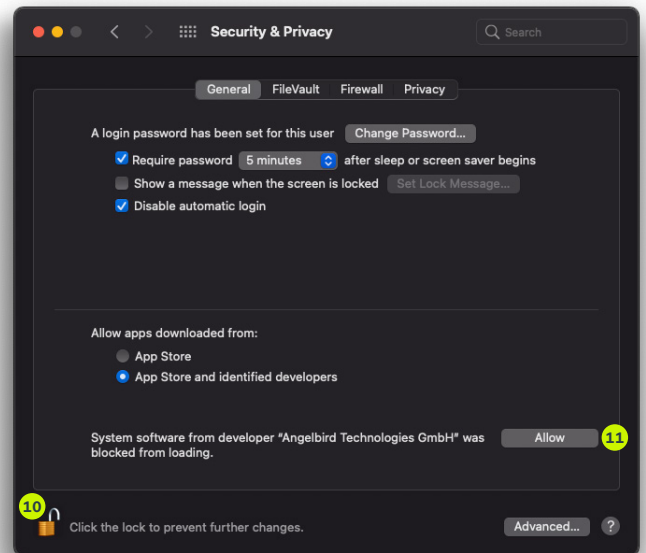 Security & Privacy
Search
General FileVault Firewall Privacy
A login password has been set for this user Change Password...
Require password 5 minutes after sleep or screen saver begins
Show a message when the screen is locked Set Lock Message...
Disable automatic login
Allow apps downloaded from:
App Store
App Store and identified developers
System software from developer “Angelbird Technologies GmbH” was
blocked from loading.
Allow 11
10
Click the lock to prevent further changes.
Advanced... ?